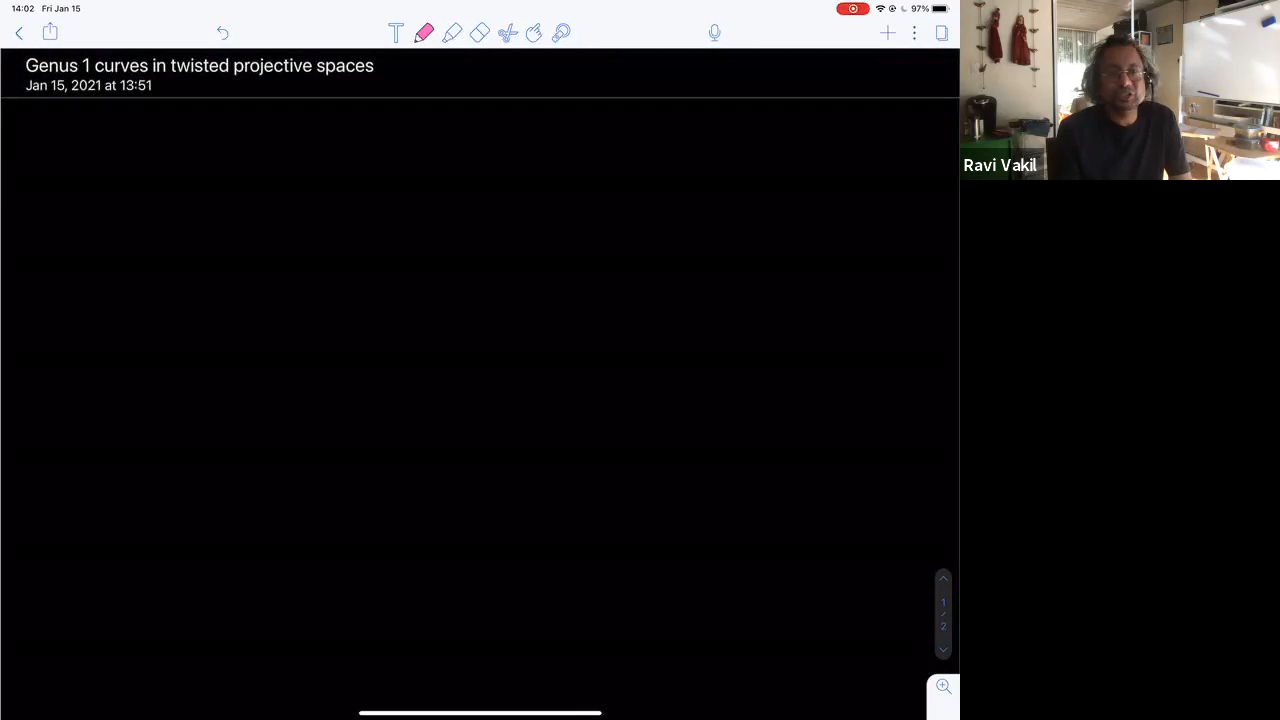 14:02 Fri Jan 15
97%
T
Genus 1 curves in twisted projective spaces
Jan 15, 2021 at 13:51
Ravi Vakil
1
/
2